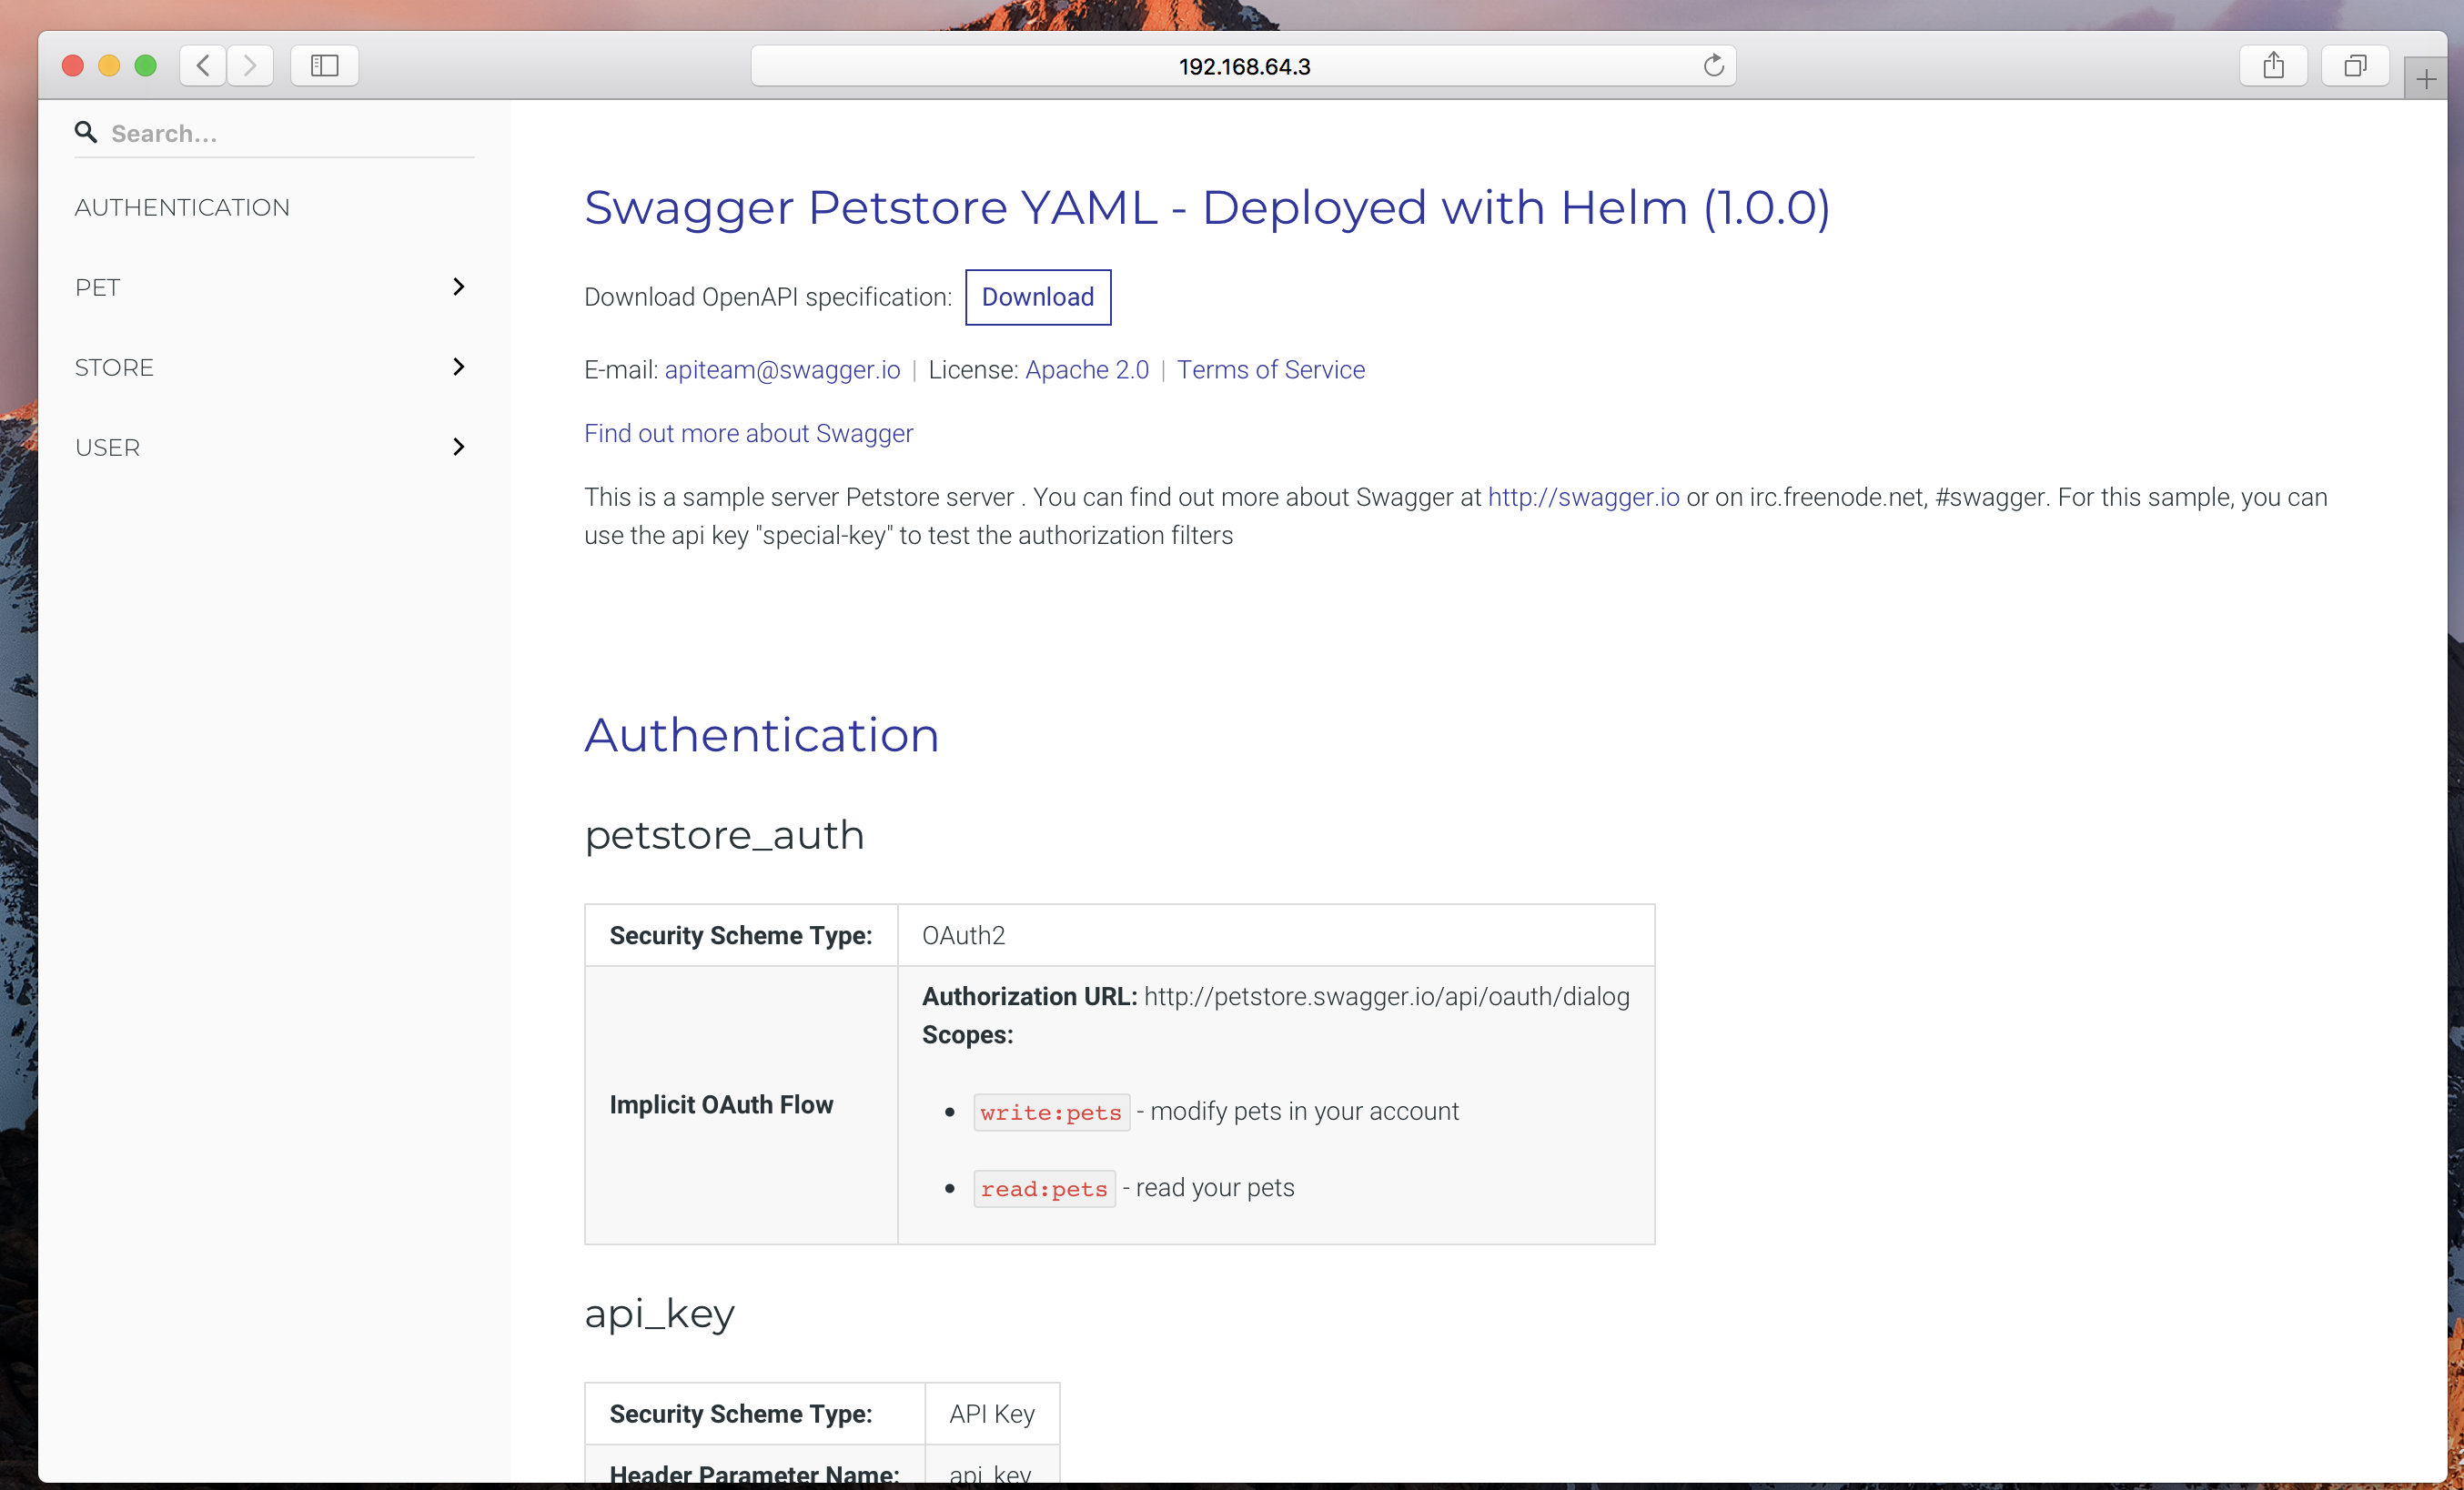 192.168.64.3
Search...
AUTHENTICATION
PET
STORE
USER
Swagger Petstore YAML - Deployed with Helm (1.0.0)
Download OpenAPI specification: Download
E-mail: apiteam@swagger.io | License: Apache 2.0 | Terms of Service
Find out more about Swagger
This is a sample server Petstore server . You can find out more about Swagger at http://swagger.io or on irc.freenode.net, #swagger. For this sample, you can
use the api key "special-key" to test the authorization filters
Authentication
petstore_auth
Security Scheme Type: OAuth2
Implicit OAuth Flow
Authorization URL: http://petstore.swagger.io/api/oauth/dialog
Scopes:
write:pets - modify pets in your account
read:pets - read your pets
api_key
Security Scheme Type: API Key
Header Parameter Name: api_key